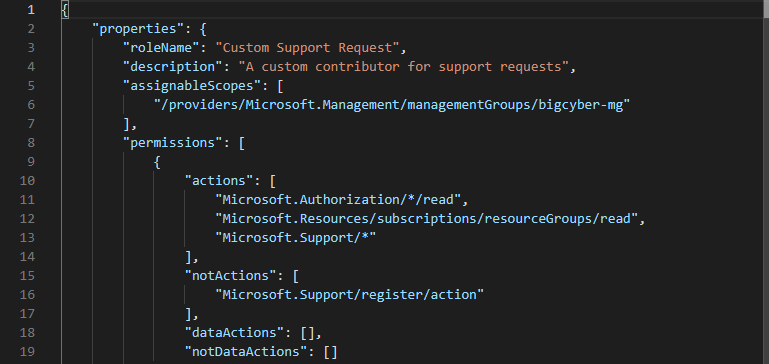 1 {
2 "properties": {
3 "roleName": "Custom Support Request",
4 "description": "A custom contributor for support requests",
5 "assignableScopes": [
6 "/providers/Microsoft.Management/managementGroups/bigcyber-mg"
7 ],
8 "permissions": [
9 {
10 "actions": [
11 "Microsoft.Authorization/*/read",
12 "Microsoft.Resources/subscriptions/resourceGroups/read",
13 "Microsoft.Support/*"
14 ],
15 "notActions": [
16 "Microsoft.Support/register/action"
17 ],
18 "dataActions": [],
19 "notDataActions": []